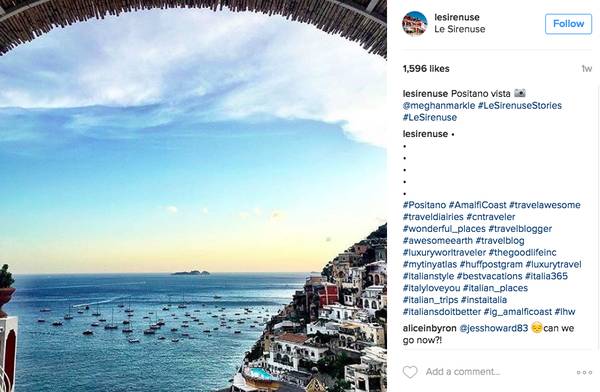 lesirenuse
Le Sirenuse
Follow
1,596 likes
1w
lesirenuse Positano vista 📷
@meghanmarkle #LeSirenuseStories
#LeSirenuse
lesirenuse •
•
•
•
•
•
#Positano #AmalfiCoast #travelawesome
#traveldiairies #cntraveler
#wonderful_places #travelblogger
#awesomeearth #travelblog
#luxuryworltraveler #thegoodlifeinc
#mytinyatlas #huffpostgram #luxurytravel
#italianstyle #bestvacations #italia365
#italyloveyou #italian_places
#italian_trips #instaitalia
#italiansdoitbetter #ig_amalficoast #lhw
aliceinbyron @jesshoward83 😔can we
go now?!
Add a comment...